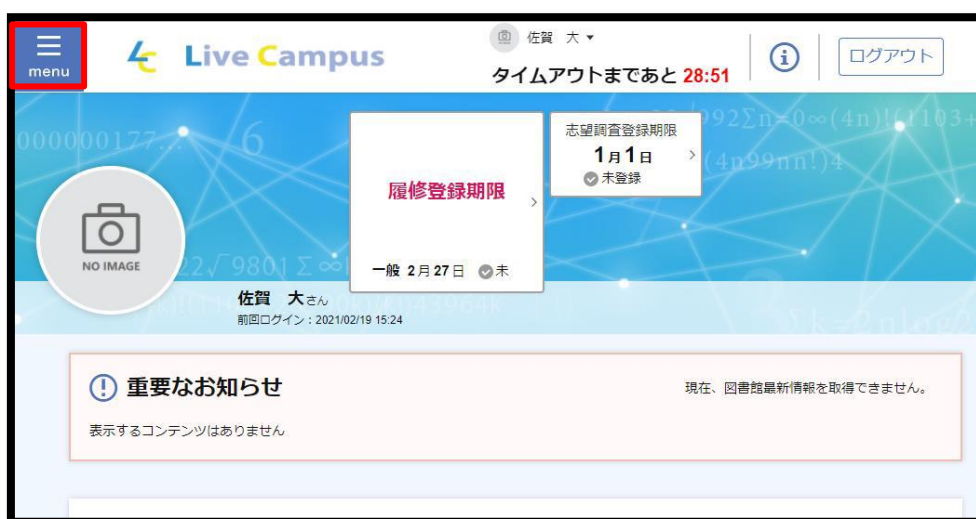 menu
Live Campus
佐賀 大 ▼
タイムアウトまであと 28:51
ログアウト
履修登録期限
一般 2月27日 未
志望調査登録期限
1月1日
未登録
NO IMAGE
佐賀 大さん
前回ログイン：2021/02/19 15:24
重要なお知らせ
現在、図書館最新情報を取得できません。
表示するコンテンツはありません